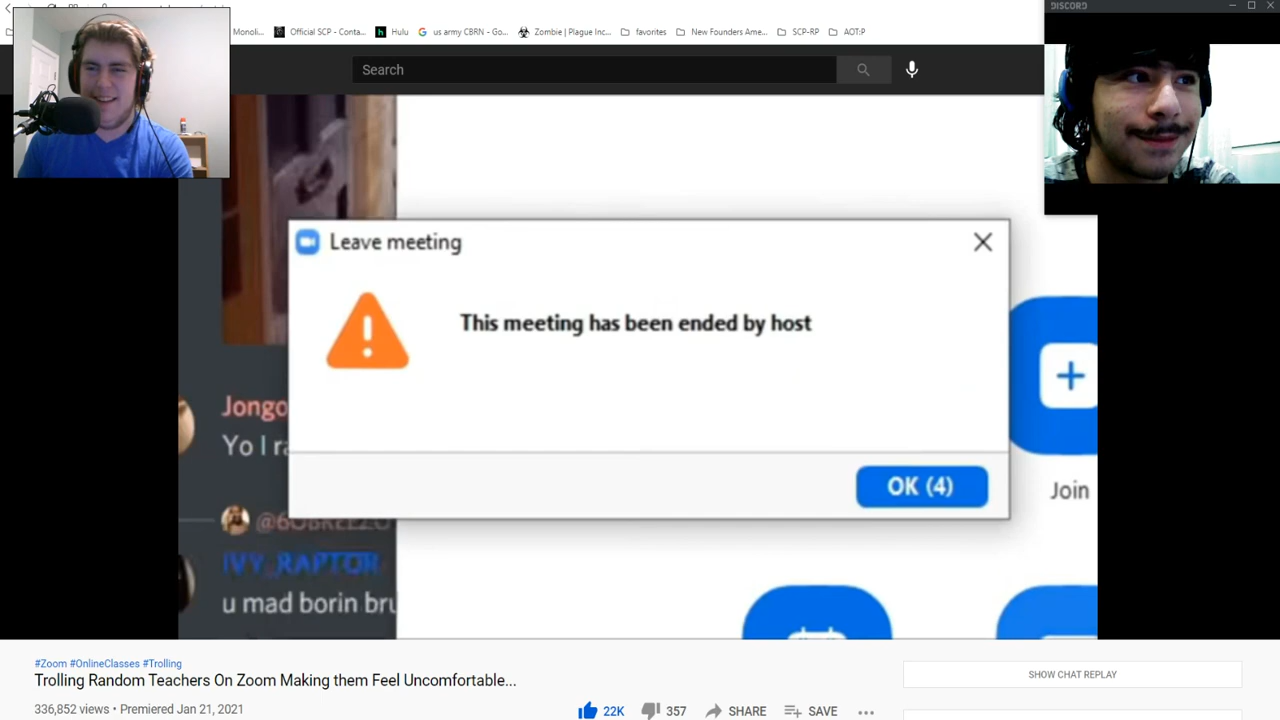 DISCORD
Monoli... Official SCP - Conta... Hulu us army CBRN - Go... Zombie | Plague Inc... favorites New Founders Ame... SCP-RP AOT:P
Search
Leave meeting
This meeting has been ended by host
OK (4)
Join
Jongo
Yo I ra
IVY_RAPTOR
u mad borin bru
#Zoom #OnlineClasses #Trolling
Trolling Random Teachers On Zoom Making them Feel Uncomfortable...
336,852 views • Premiered Jan 21, 2021
22K 357 SHARE SAVE
SHOW CHAT REPLAY